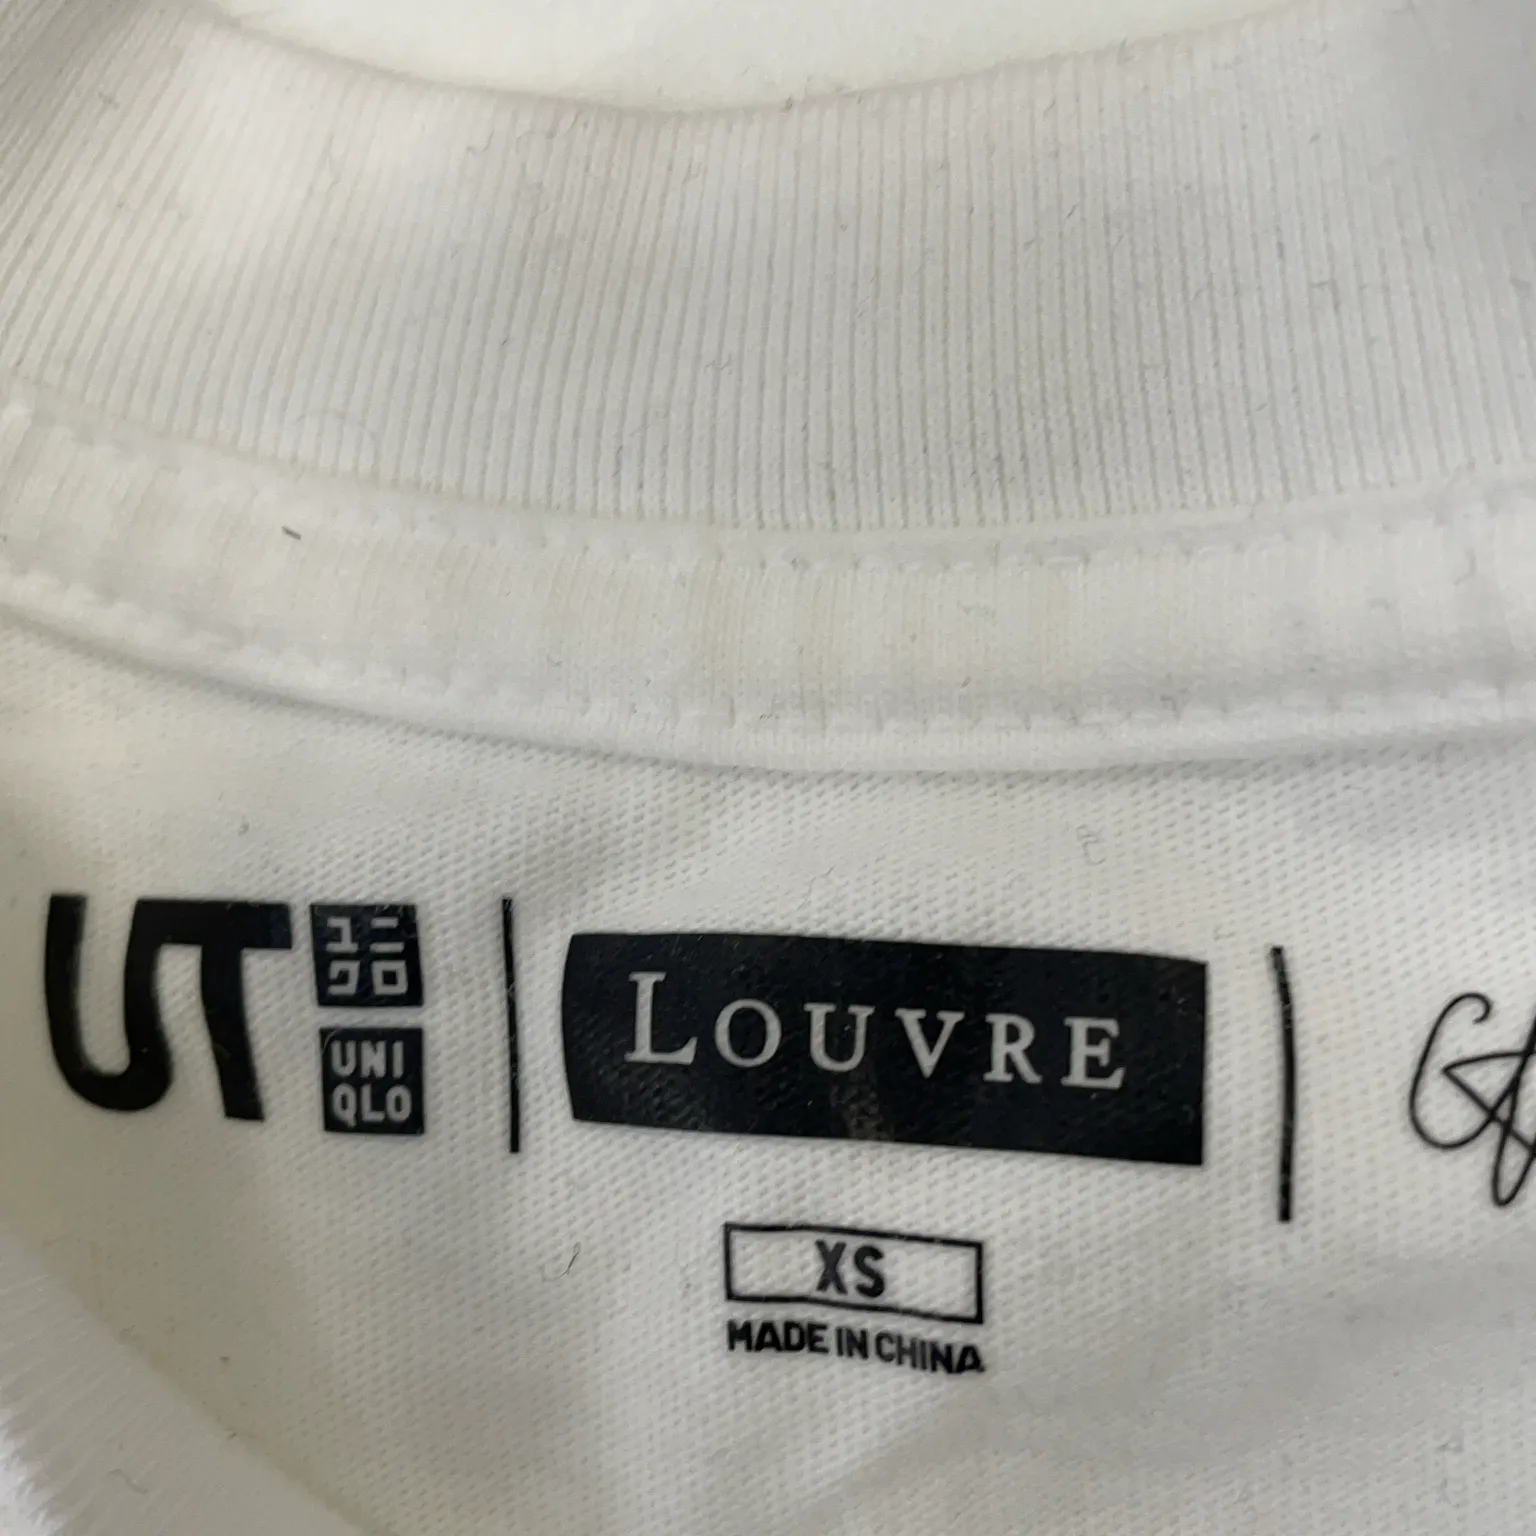 UT
ユニ
クロ
UNI
QLO
LOUVRE
XS
MADE IN CHINA